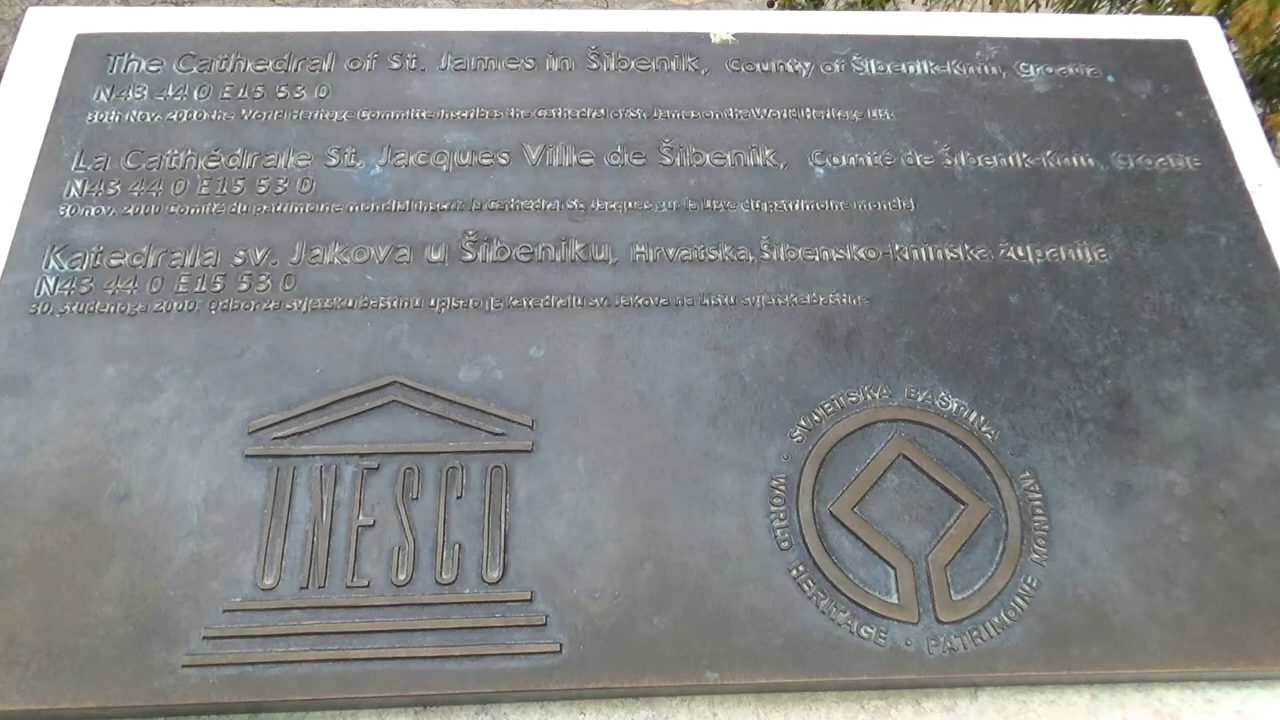 The Cathedral of St. James in Šibenik, County of Šibenik-Knin, Croatia
N43 44 0 E15 53 0
30th Nov. 2000 the World Heritage Committe inscribes the Cathedral of St. James on the World Heritage List
La Cathédrale St. Jacques Ville de Šibenik, Comté de Šibenik-Knin, Croatie
N43 44 0 E15 53 0
30 nov. 2000 Comité du patrimoine mondial inscrit la Cathédral St. Jacques sur la Liste du patrimoine mondial
Katedrala sv. Jakova u Šibeniku, Hrvatska, Šibensko-kninska županija
N43 44 0 E15 53 0
30. studenoga 2000. Odbor za svjetsku baštinu upisao je katedralu sv. Jakova na Listu svjetske baštine
UNESCO
SVJETSKA BAŠTINA · WORLD HERITAGE · PATRIMOINE MONDIAL